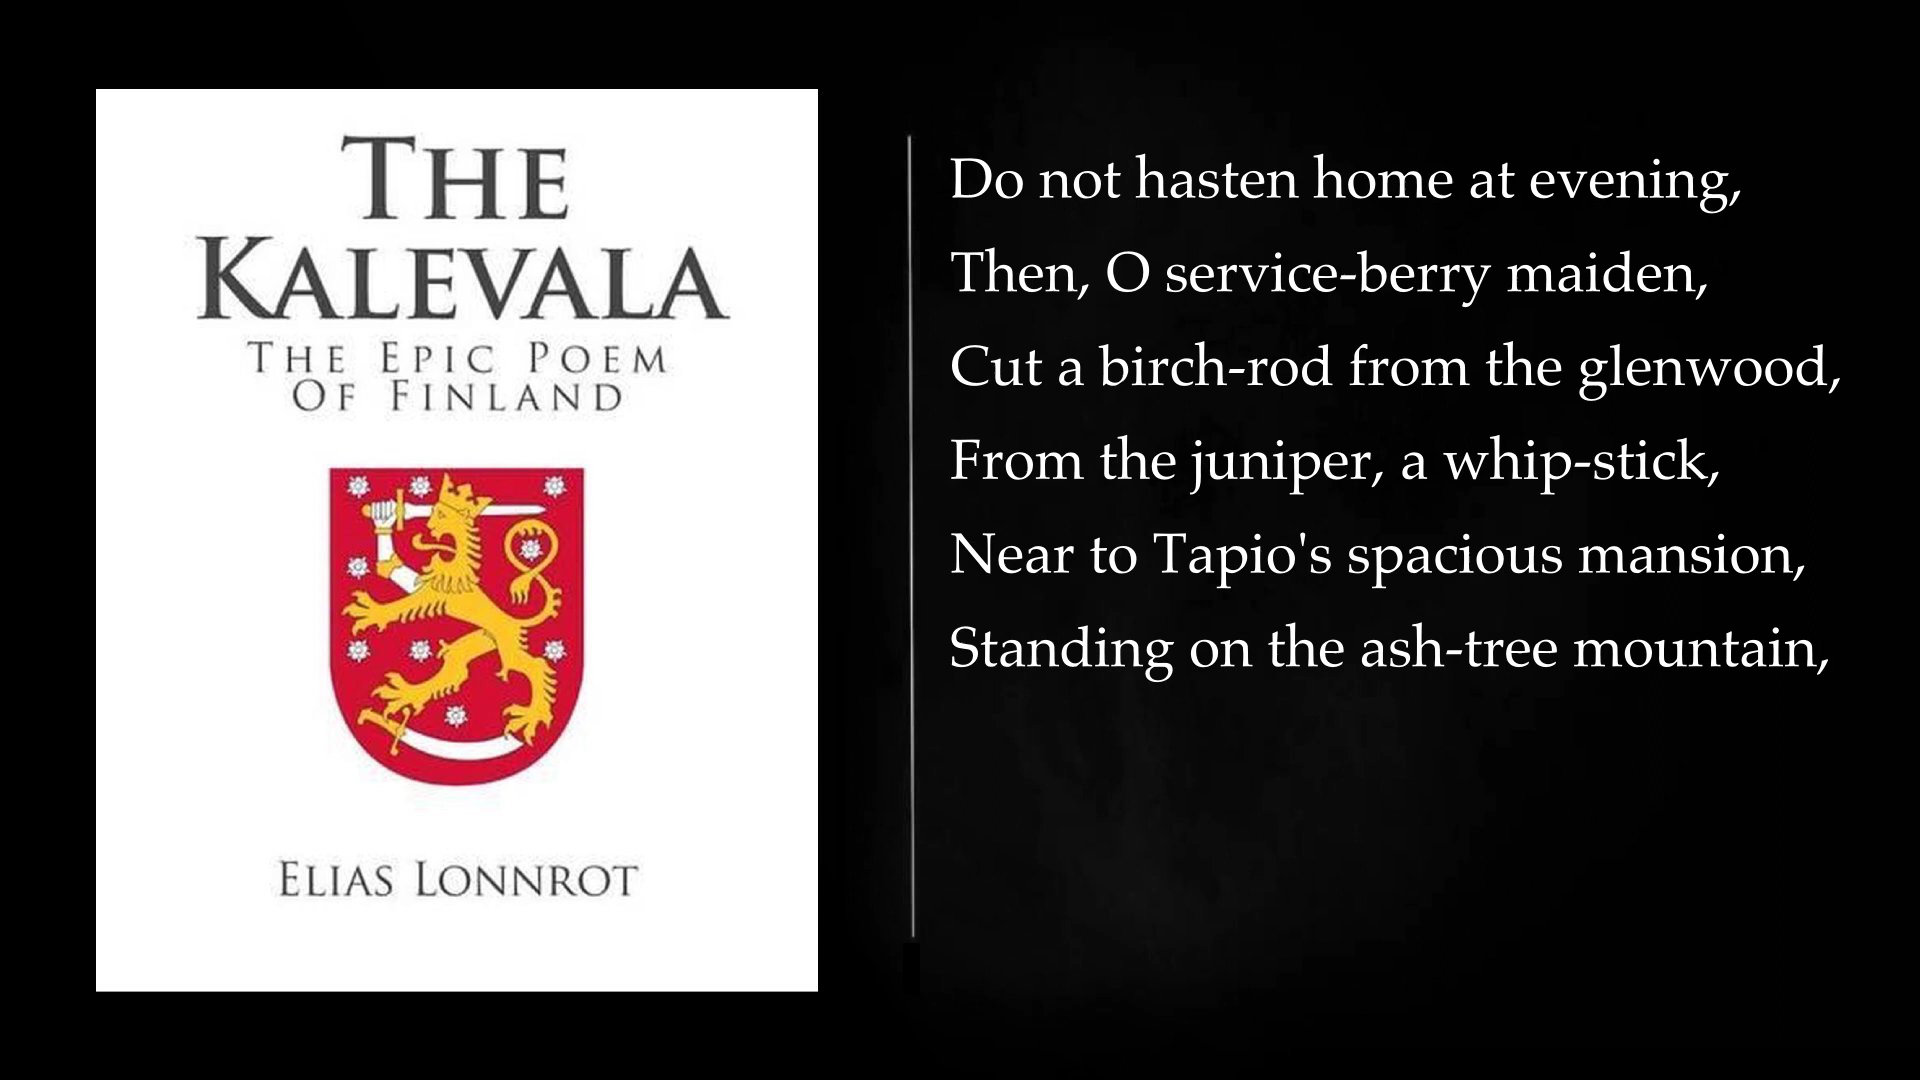 THE
KALEVALA
THE EPIC POEM
OF FINLAND
ELIAS LONNROT
Do not hasten home at evening,
Then, O service-berry maiden,
Cut a birch-rod from the glenwood,
From the juniper, a whip-stick,
Near to Tapio's spacious mansion,
Standing on the ash-tree mountain,